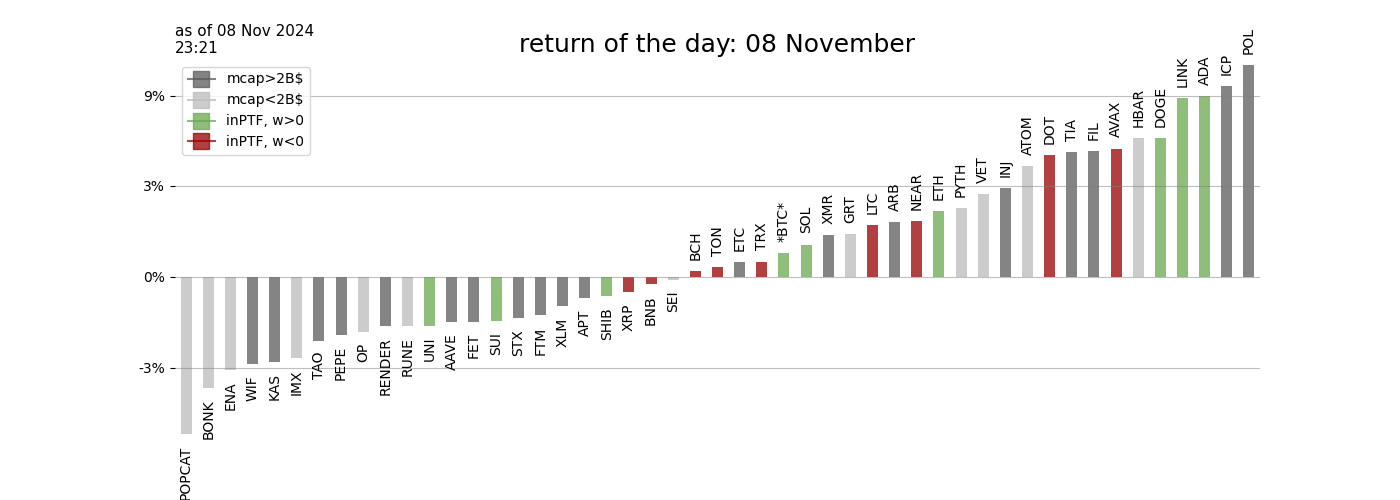 as of 08 Nov 2024
23:21
return of the day: 08 November
mcap>2B$
mcap<2B$
inPTF, w>0
inPTF, w<0
9%
3%
0%
-3%
POPCAT
BONK
ENA
WIF
KAS
IMX
TAO
PEPE
OP
RENDER
RUNE
UNI
AAVE
FET
SUI
STX
FTM
XLM
APT
SHIB
XRP
BNB
SEI
BCH
TON
ETC
TRX
*BTC*
SOL
XMR
GRT
LTC
ARB
NEAR
ETH
PYTH
VET
INJ
ATOM
DOT
TIA
FIL
AVAX
HBAR
DOGE
LINK
ADA
ICP
POL